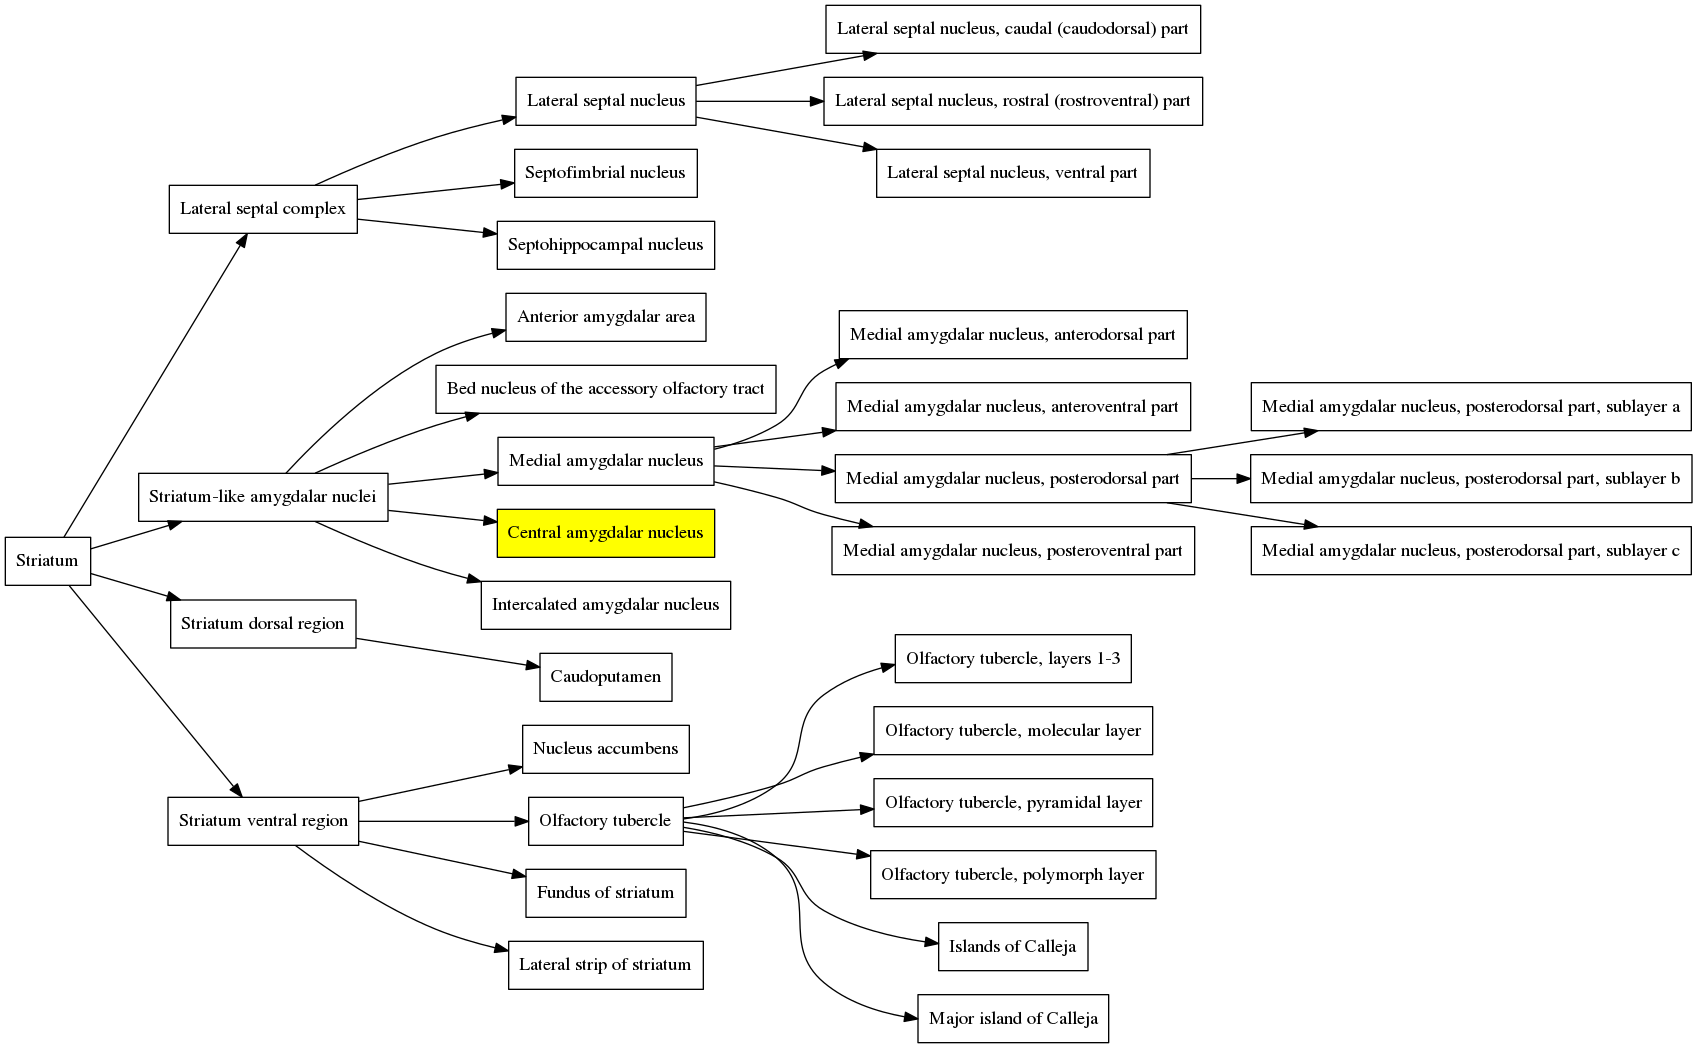 Lateral septal nucleus, caudal (caudodorsal) part
Lateral septal nucleus
Lateral septal nucleus, rostral (rostroventral) part
Septofimbrial nucleus
Lateral septal nucleus, ventral part
Lateral septal complex
Septohippocampal nucleus
Anterior amygdalar area
Medial amygdalar nucleus, anterodorsal part
Bed nucleus of the accessory olfactory tract
Medial amygdalar nucleus, anteroventral part
Medial amygdalar nucleus, posterodorsal part, sublayer a
Medial amygdalar nucleus
Medial amygdalar nucleus, posterodorsal part
Medial amygdalar nucleus, posterodorsal part, sublayer b
Striatum-like amygdalar nuclei
Central amygdalar nucleus
Medial amygdalar nucleus, posteroventral part
Medial amygdalar nucleus, posterodorsal part, sublayer c
Striatum
Intercalated amygdalar nucleus
Striatum dorsal region
Olfactory tubercle, layers 1-3
Caudoputamen
Olfactory tubercle, molecular layer
Nucleus accumbens
Olfactory tubercle, pyramidal layer
Striatum ventral region
Olfactory tubercle
Olfactory tubercle, polymorph layer
Fundus of striatum
Islands of Calleja
Lateral strip of striatum
Major island of Calleja